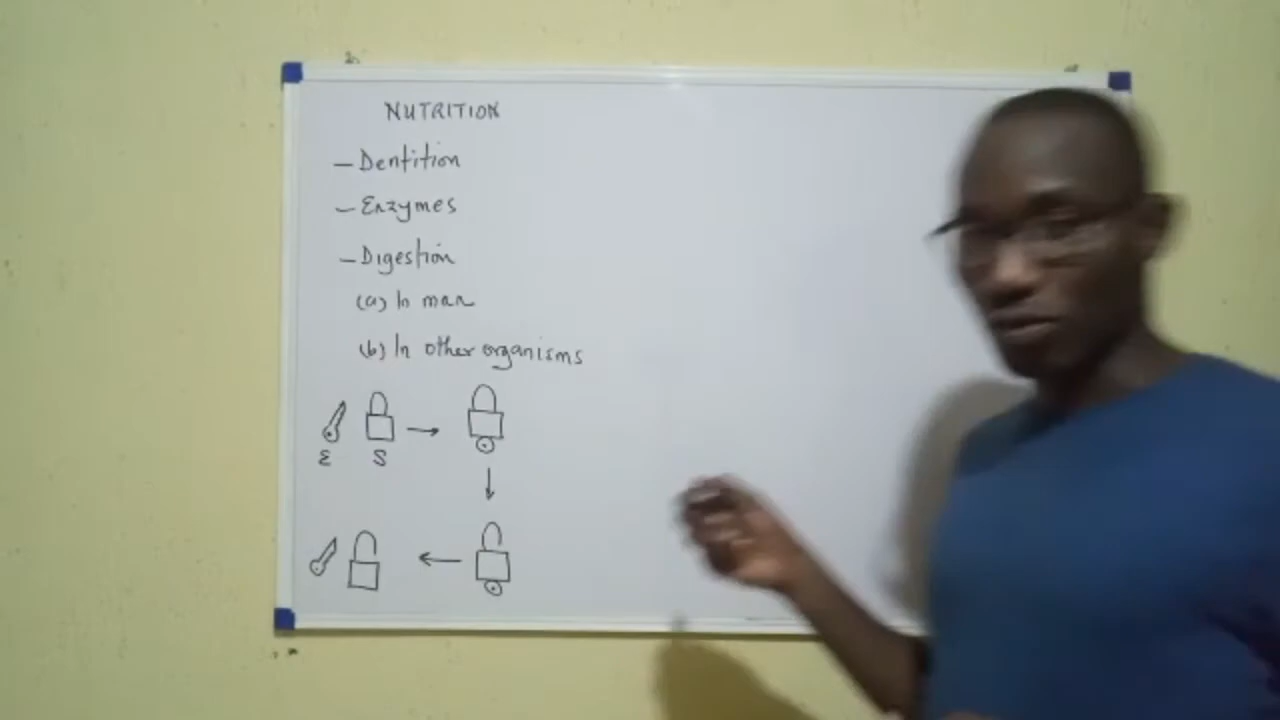 NUTRITION
- Dentition
- Enzymes
- Digestion
(a) In man
(b) In other organisms
E S